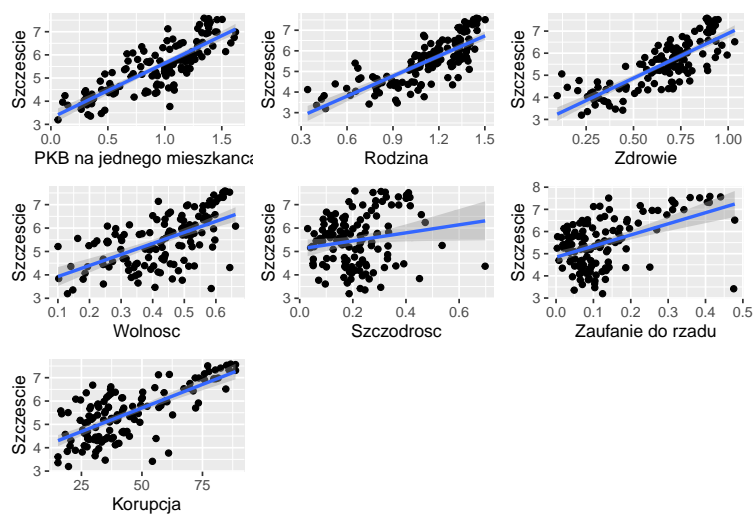 Szczescie
7
6
5
4
3
0.0 0.5 1.0 1.5
PKB na jednego mieszkanca
Szczescie
7
6
5
4
3
0.3 0.6 0.9 1.2 1.5
Rodzina
Szczescie
7
6
5
4
3
0.25 0.50 0.75 1.00
Zdrowie
Szczescie
7
6
5
4
3
0.1 0.2 0.3 0.4 0.5 0.6
Wolnosc
Szczescie
7
6
5
4
3
0.0 0.2 0.4 0.6
Szczodrosc
Szczescie
8
7
6
5
4
3
0.0 0.1 0.2 0.3 0.4 0.5
Zaufanie do rzadu
Szczescie
7
6
5
4
3
25 50 75
Korupcja